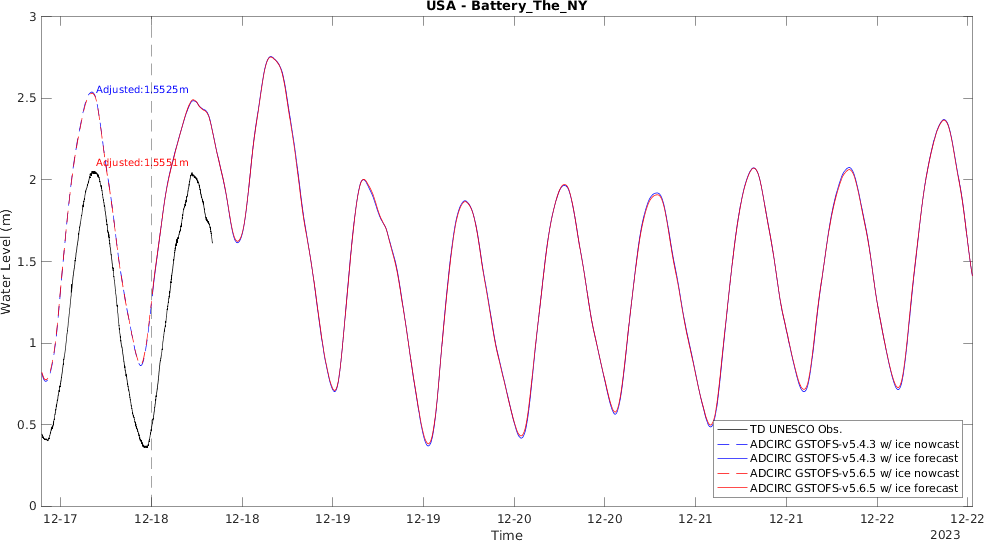 USA - Battery_The_NY
3
2.5
2
1.5
1
0.5
0
Water Level (m)
Adjusted:1.5525m
Adjusted:1.5551m
TD UNESCO Obs.
ADCIRC GSTOFS-v5.4.3 w/ ice nowcast
ADCIRC GSTOFS-v5.4.3 w/ ice forecast
ADCIRC GSTOFS-v5.6.5 w/ ice nowcast
ADCIRC GSTOFS-v5.6.5 w/ ice forecast
12-17 12-18 12-18 12-19 12-19 12-20 12-20 12-21 12-21 12-22 12-22
Time 2023